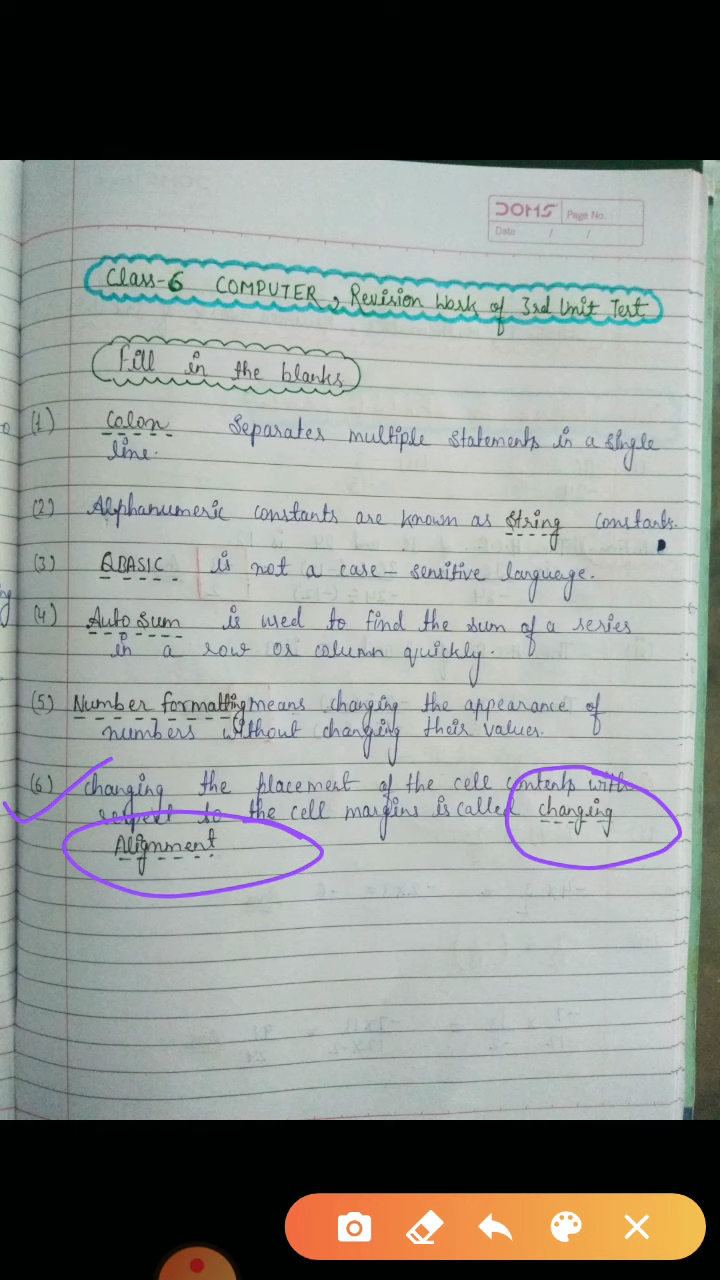 DOMS Page No.
Date / /
Class-6 COMPUTER, Revision Work of 3rd Unit Test
Fill in the blanks
(1) Colon Separates multiple statements in a single
line.
(2) Alphanumeric constants are known as String constants.
(3) QBASIC is not a case-sensitive language.
(4) Auto Sum is used to find the sum of a series
in a row or column quickly.
(5) Number formatting means changing the appearance of
numbers without changing their values.
(6) changing the placement of the cell contents with
respect to the cell margins is called changing
Alignment